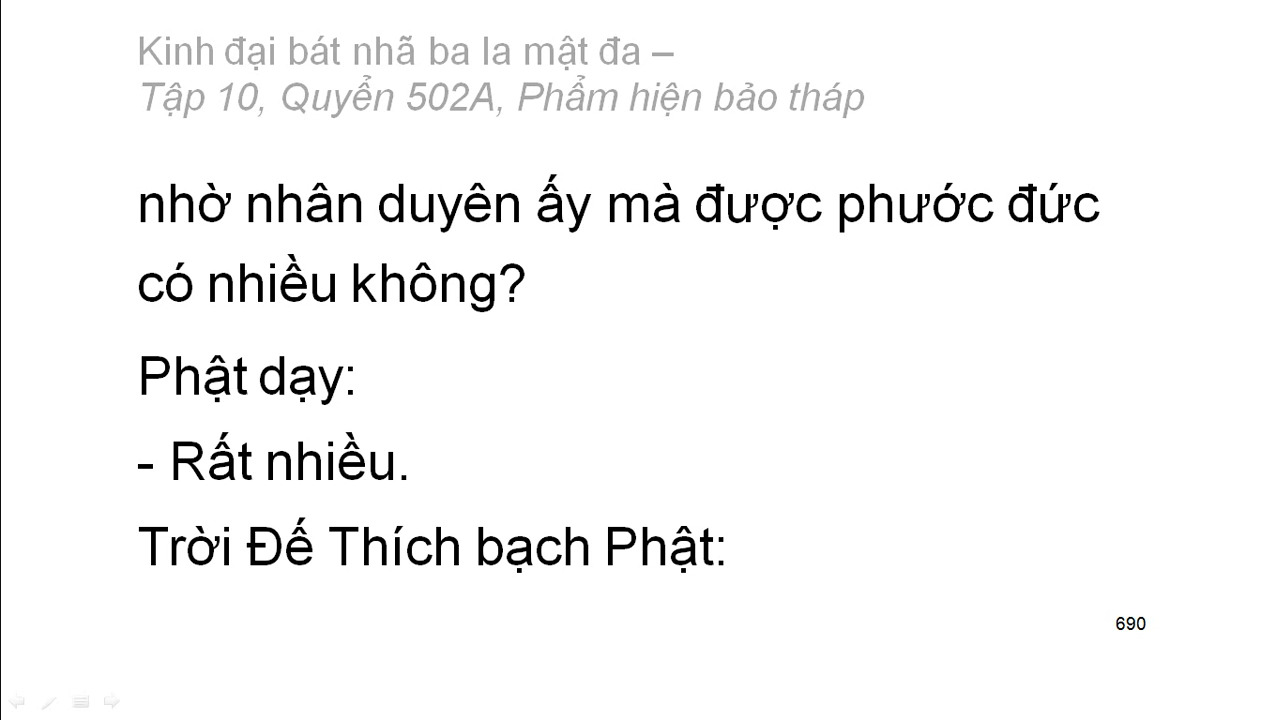 Kinh đại bát nhã ba la mật đa –
Tập 10, Quyển 502A, Phẩm hiện bảo tháp
nhờ nhân duyên ấy mà được phước đức
có nhiều không?
Phật dạy:
- Rất nhiều.
Trời Đế Thích bạch Phật:
690